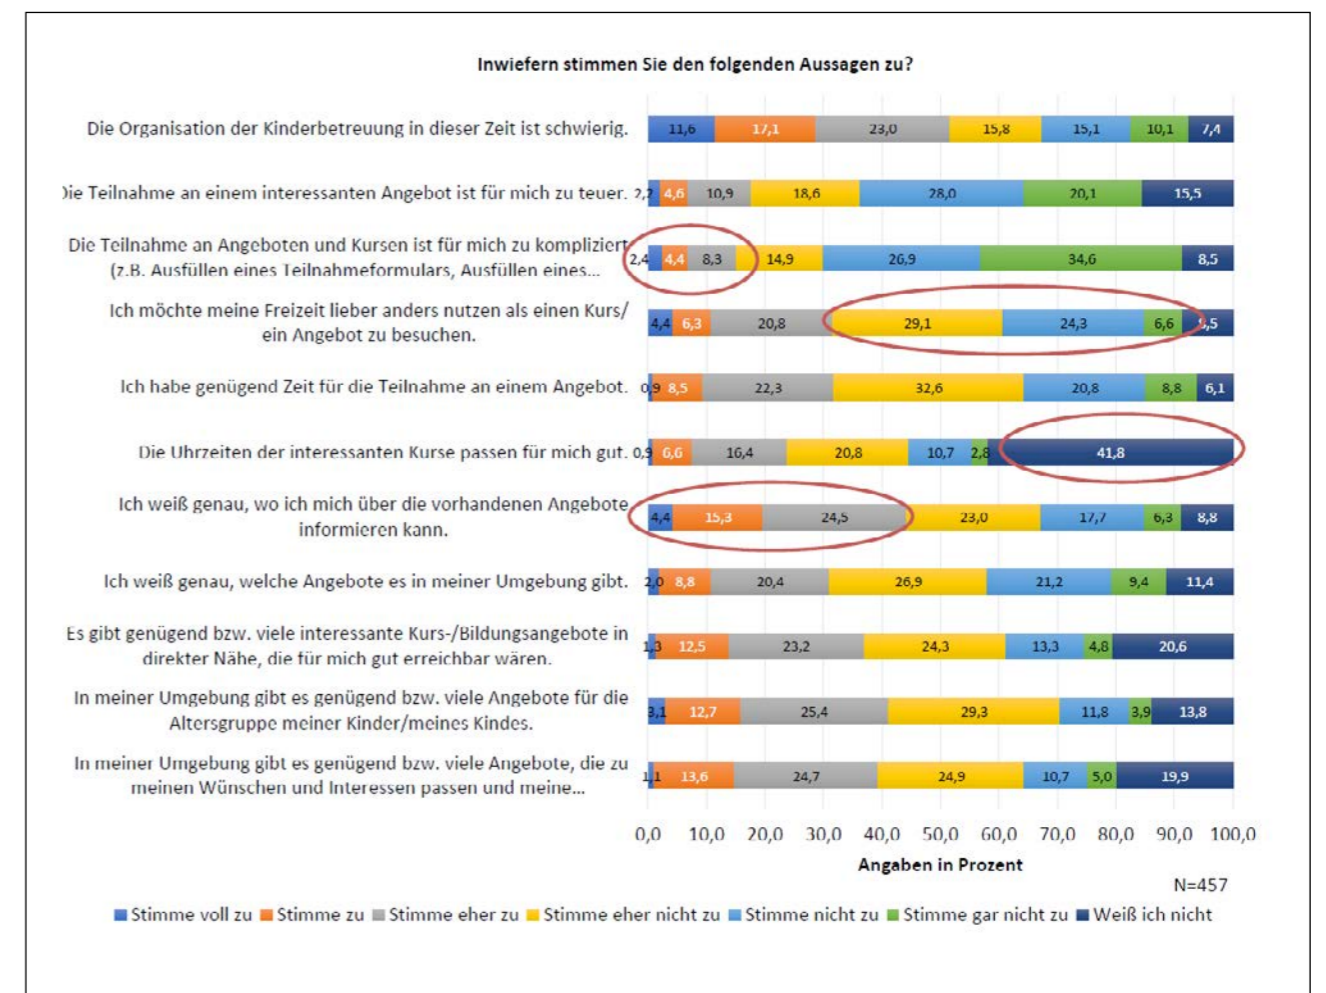 Inwiefern stimmen Sie den folgenden Aussagen zu?
Die Organisation der Kinderbetreuung in dieser Zeit ist schwierig.
11,6 17,1 23,0 15,8 15,1 10,1 7,4
Die Teilnahme an einem interessanten Angebot ist für mich zu teuer.
2,2 4,6 10,9 18,6 28,0 20,1 15,5
Die Teilnahme an Angeboten und Kursen ist für mich zu kompliziert
(z.B. Ausfüllen eines Teilnahmeformulars, Ausfüllen eines...
2,4 4,4 8,3 14,9 26,9 34,6 8,5
Ich möchte meine Freizeit lieber anders nutzen als einen Kurs/
ein Angebot zu besuchen.
4,4 6,3 20,8 29,1 24,3 6,6 8,5
Ich habe genügend Zeit für die Teilnahme an einem Angebot.
0,9 8,5 22,3 32,6 20,8 8,8 6,1
Die Uhrzeiten der interessanten Kurse passen für mich gut.
0,9 6,6 16,4 20,8 10,7 2,8 41,8
Ich weiß genau, wo ich mich über die vorhandenen Angebote
informieren kann.
4,4 15,3 24,5 23,0 17,7 6,3 8,8
Ich weiß genau, welche Angebote es in meiner Umgebung gibt.
2,0 8,8 20,4 26,9 21,2 9,4 11,4
Es gibt genügend bzw. viele interessante Kurs-/Bildungsangebote in
direkter Nähe, die für mich gut erreichbar wären.
1,3 12,5 23,2 24,3 13,3 4,8 20,6
In meiner Umgebung gibt es genügend bzw. viele Angebote für die
Altersgruppe meiner Kinder/meines Kindes.
3,1 12,7 25,4 29,3 11,8 3,9 13,8
In meiner Umgebung gibt es genügend bzw. viele Angebote, die zu
meinen Wünschen und Interessen passen und meine...
1,1 13,6 24,7 24,9 10,7 5,0 19,9
0,0 10,0 20,0 30,0 40,0 50,0 60,0 70,0 80,0 90,0 100,0
Angaben in Prozent
N=457
Stimme voll zu Stimme zu Stimme eher zu Stimme eher nicht zu Stimme nicht zu Stimme gar nicht zu Weiß ich nicht